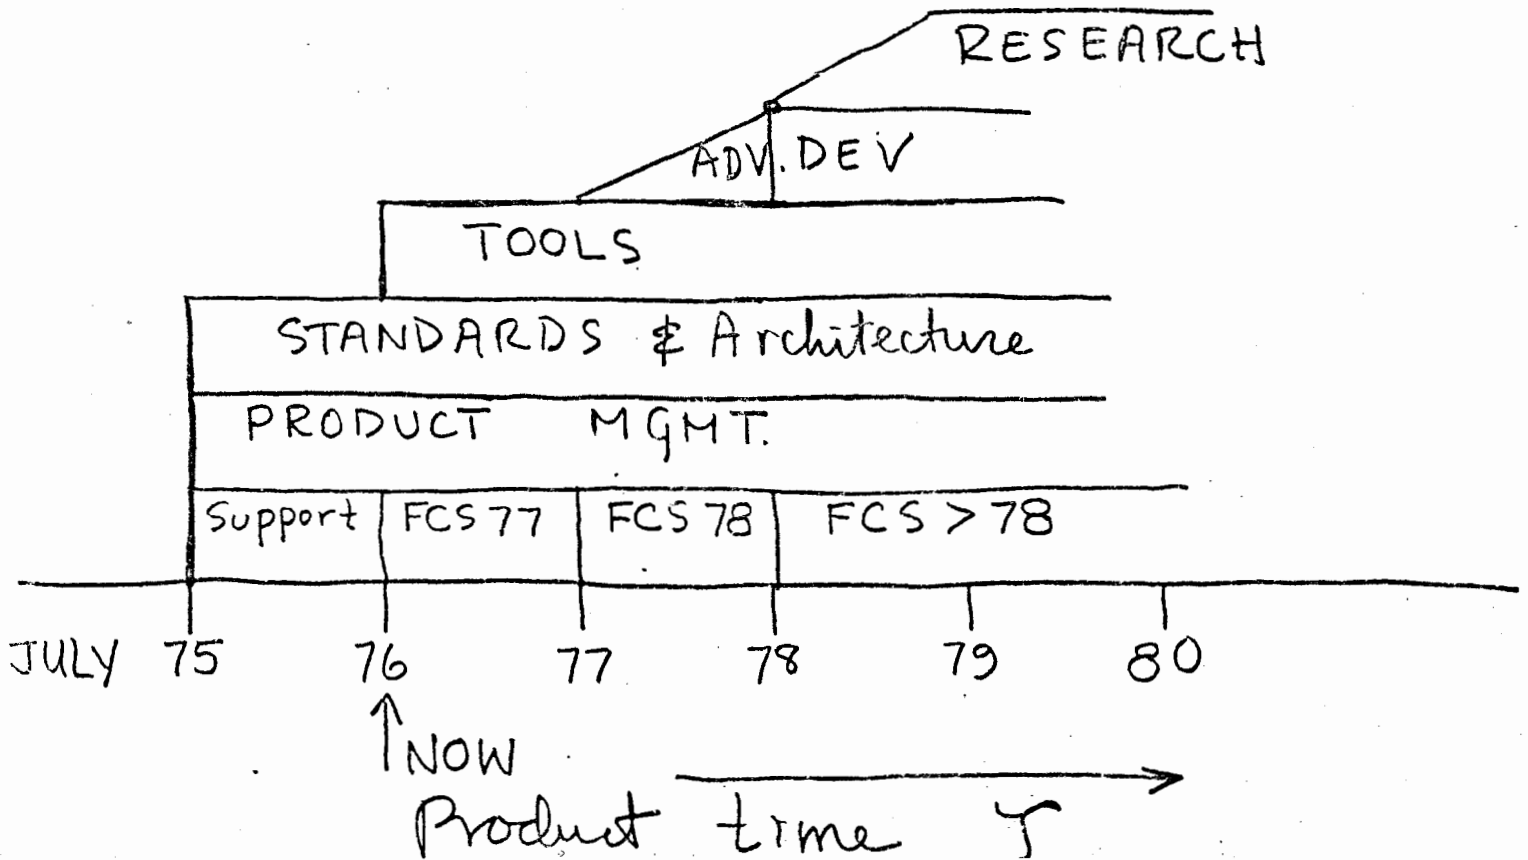 RESEARCH
ADV. DEV
TOOLS
STANDARDS & Architecture
PRODUCT MGMT.
Support FCS 77 FCS 78 FCS > 78
JULY 75 76 77 78 79 80
NOW
Product time